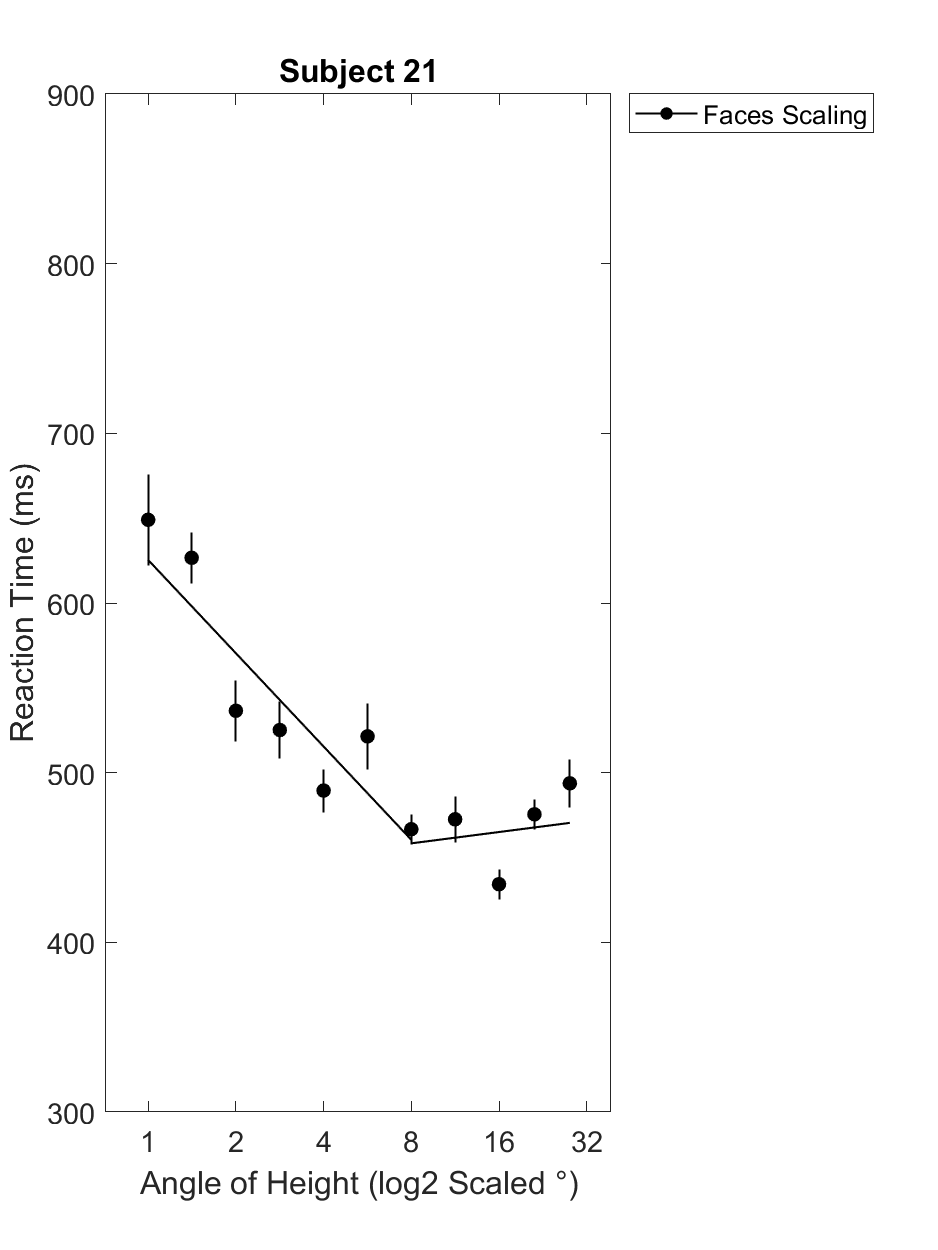 Subject 21
Faces Scaling
900
800
700
600
500
400
300
Reaction Time (ms)
1 2 4 8 16 32
Angle of Height (log2 Scaled °)